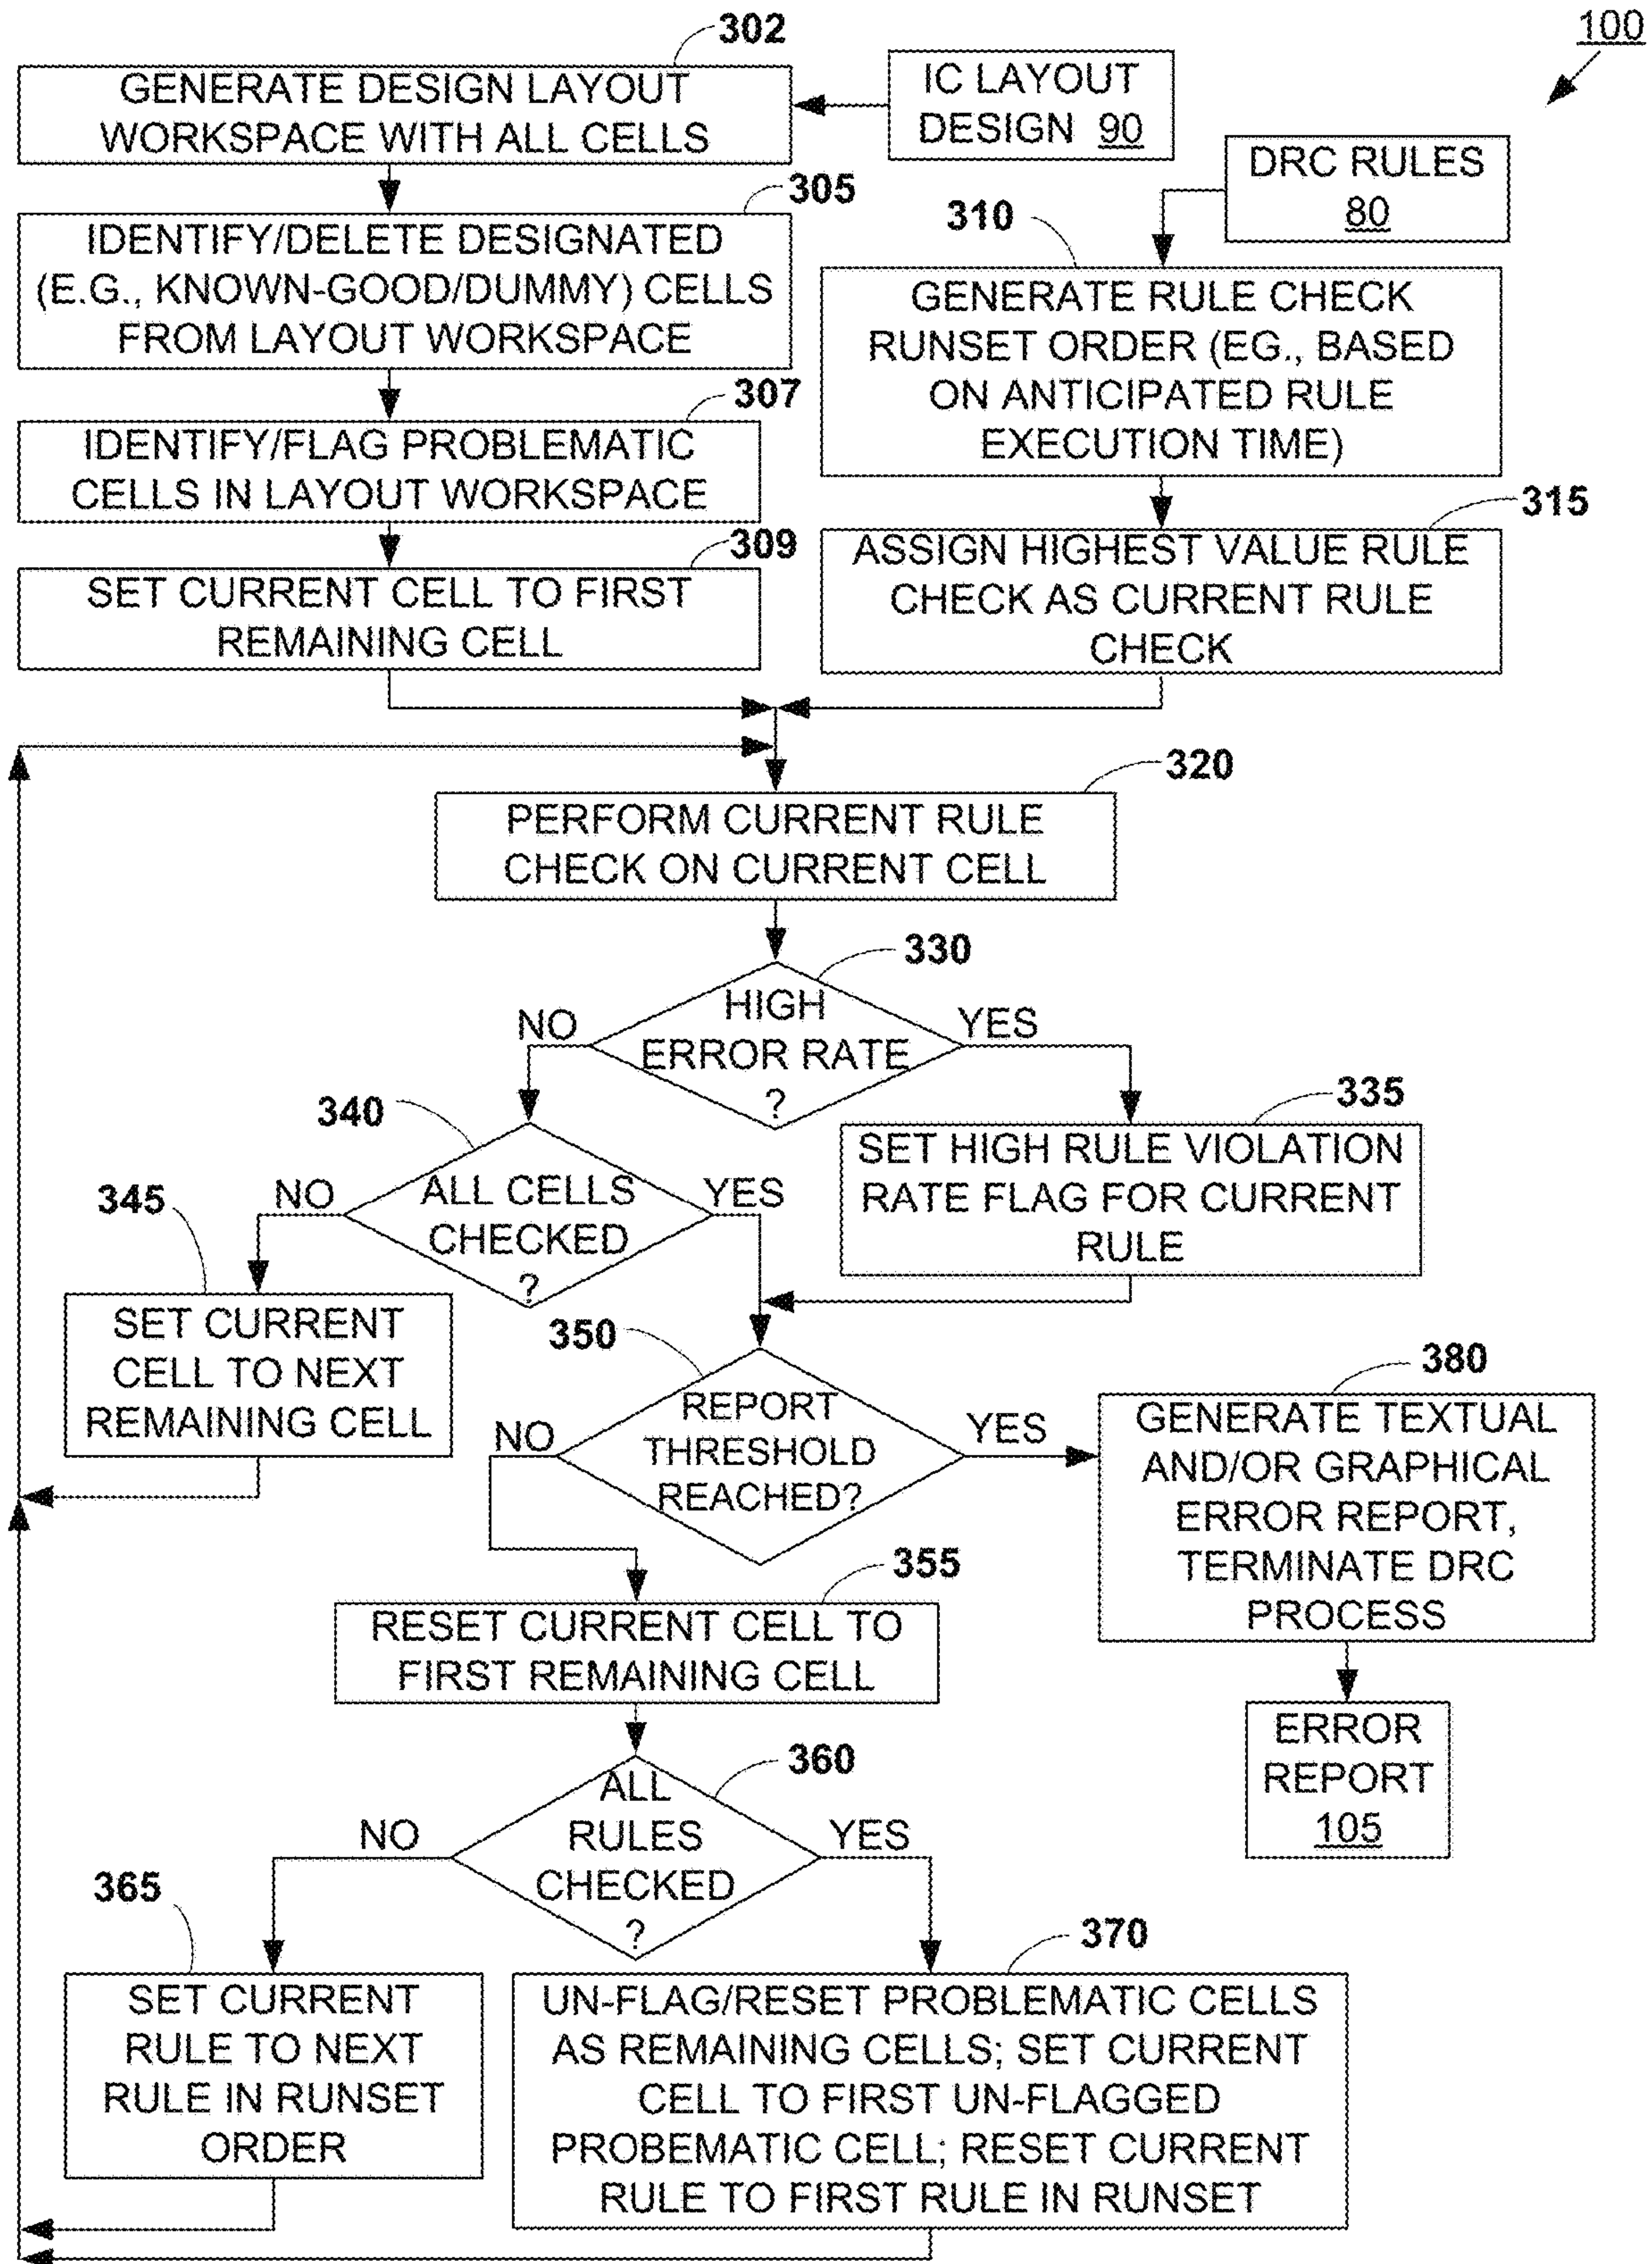 100
302
GENERATE DESIGN LAYOUT
WORKSPACE WITH ALL CELLS
IC LAYOUT
DESIGN 90
DRC RULES
80
305
IDENTIFY/DELETE DESIGNATED
(E.G., KNOWN-GOOD/DUMMY) CELLS
FROM LAYOUT WORKSPACE
310
GENERATE RULE CHECK
RUNSET ORDER (EG., BASED
ON ANTICIPATED RULE
EXECUTION TIME)
307
IDENTIFY/FLAG PROBLEMATIC
CELLS IN LAYOUT WORKSPACE
315
ASSIGN HIGHEST VALUE RULE
CHECK AS CURRENT RULE
CHECK
309
SET CURRENT CELL TO FIRST
REMAINING CELL
320
PERFORM CURRENT RULE
CHECK ON CURRENT CELL
330
HIGH
ERROR RATE
?
NO
YES
335
SET HIGH RULE VIOLATION
RATE FLAG FOR CURRENT
RULE
340
ALL CELLS
CHECKED
?
NO
YES
345
SET CURRENT
CELL TO NEXT
REMAINING CELL
350
REPORT
THRESHOLD
REACHED?
NO
YES
380
GENERATE TEXTUAL
AND/OR GRAPHICAL
ERROR REPORT,
TERMINATE DRC
PROCESS
355
RESET CURRENT CELL TO
FIRST REMAINING CELL
ERROR
REPORT
105
360
ALL
RULES
CHECKED
?
NO
YES
365
SET CURRENT
RULE TO NEXT
RULE IN RUNSET
ORDER
370
UN-FLAG/RESET PROBLEMATIC CELLS
AS REMAINING CELLS; SET CURRENT
CELL TO FIRST UN-FLAGGED
PROBEMATIC CELL; RESET CURRENT
RULE TO FIRST RULE IN RUNSET